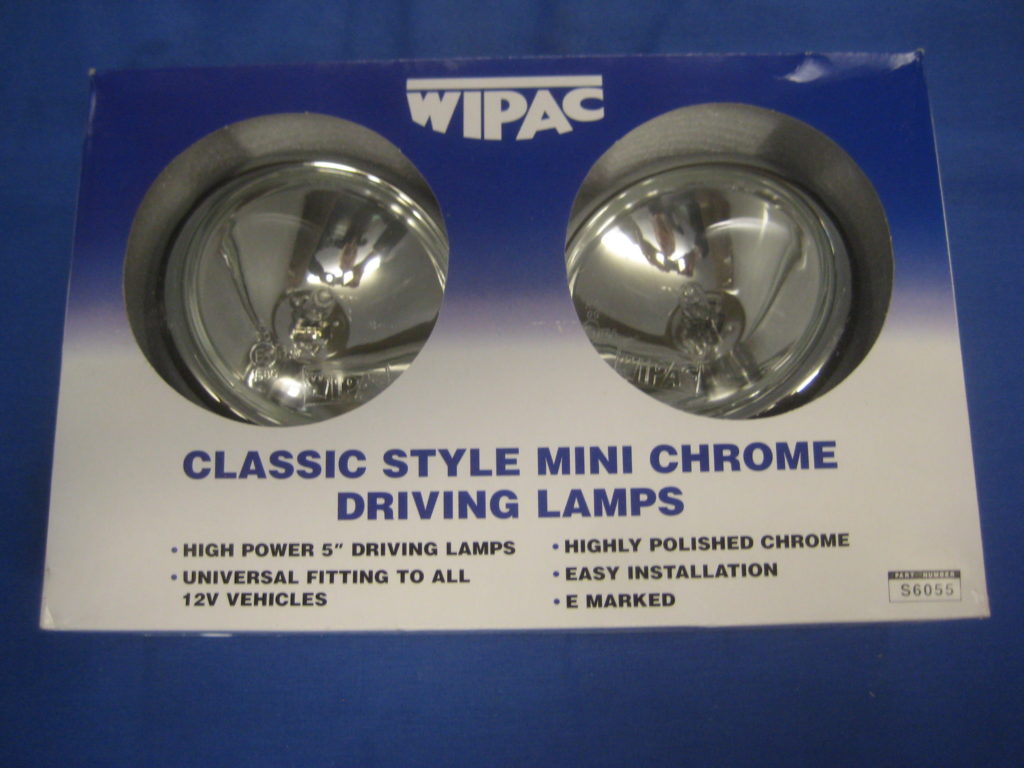 WIPAC
CLASSIC STYLE MINI CHROME
DRIVING LAMPS
• HIGH POWER 5" DRIVING LAMPS
• UNIVERSAL FITTING TO ALL
12V VEHICLES
• HIGHLY POLISHED CHROME
• EASY INSTALLATION
• E MARKED
PART NUMBER
S6055